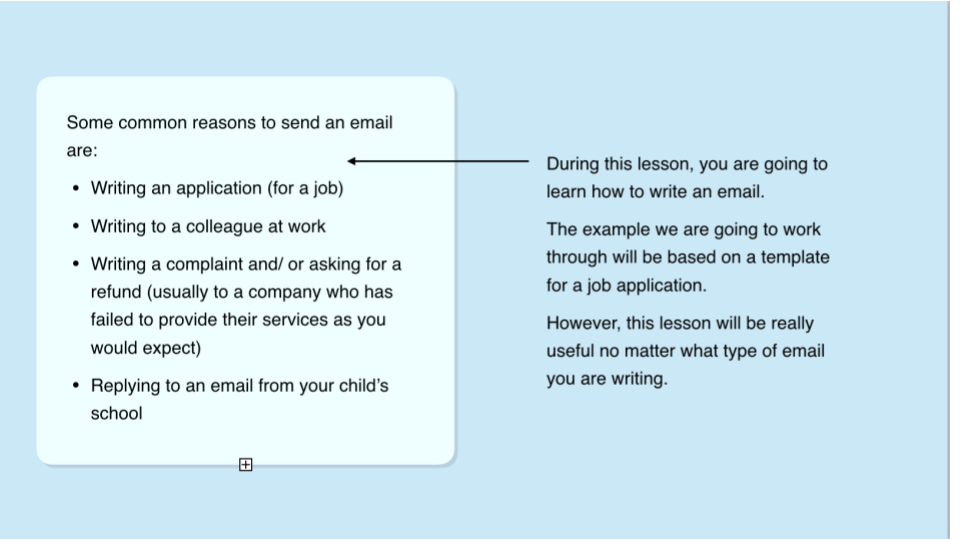 Some common reasons to send an email
are:
• Writing an application (for a job)
• Writing to a colleague at work
• Writing a complaint and/ or asking for a
refund (usually to a company who has
failed to provide their services as you
would expect)
• Replying to an email from your child’s
school
During this lesson, you are going to
learn how to write an email.
The example we are going to work
through will be based on a template
for a job application.
However, this lesson will be really
useful no matter what type of email
you are writing.